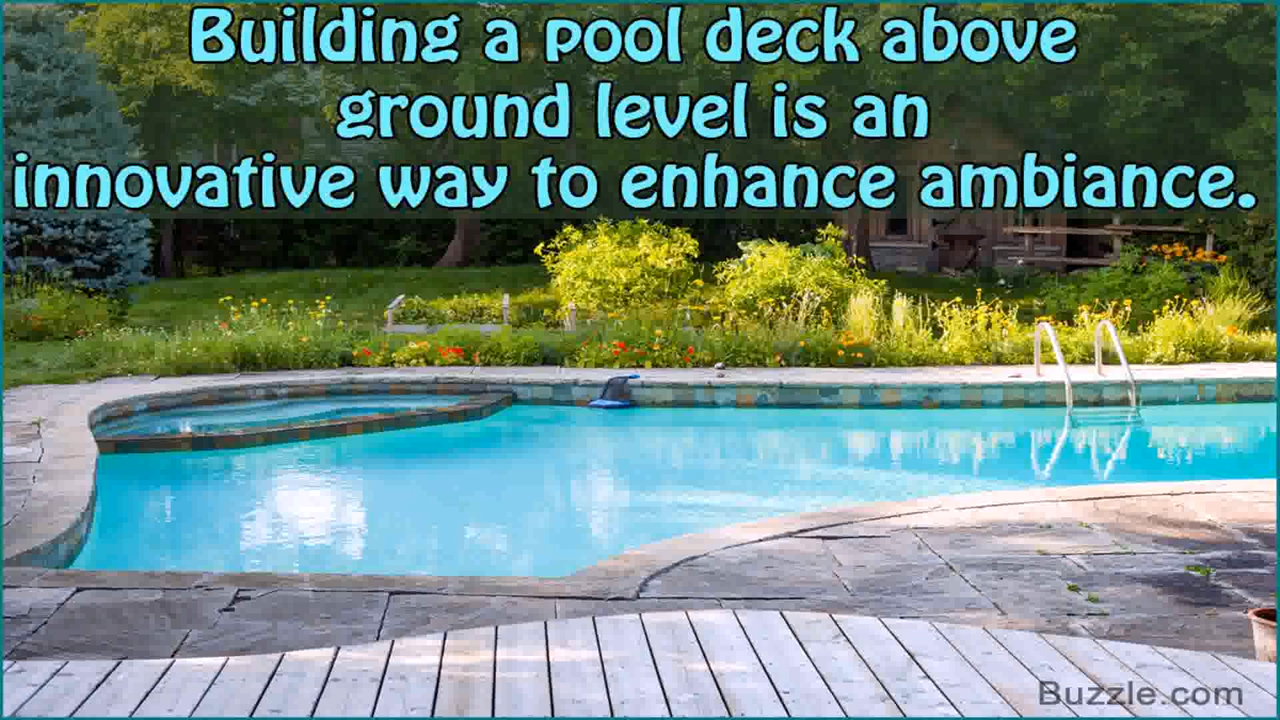 Building a pool deck above
ground level is an
innovative way to enhance ambiance.
Buzzle.com